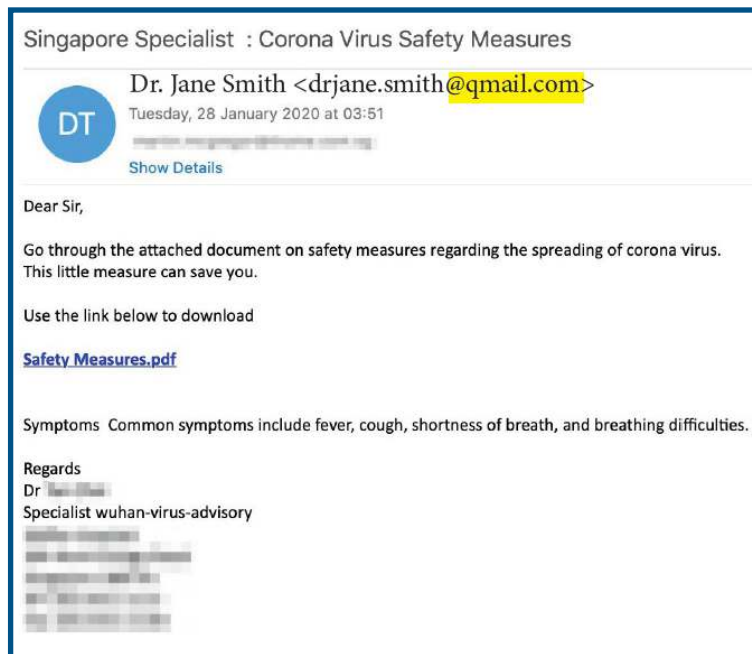 Singapore Specialist : Corona Virus Safety Measures
Dr. Jane Smith <drjane.smith@qmail.com>
DT
Tuesday, 28 January 2020 at 03:51
Show Details
Dear Sir,
Go through the attached document on safety measures regarding the spreading of corona virus.
This little measure can save you.
Use the link below to download
Safety Measures.pdf
Symptoms Common symptoms include fever, cough, shortness of breath, and breathing difficulties.
Regards
Dr
Specialist wuhan-virus-advisory